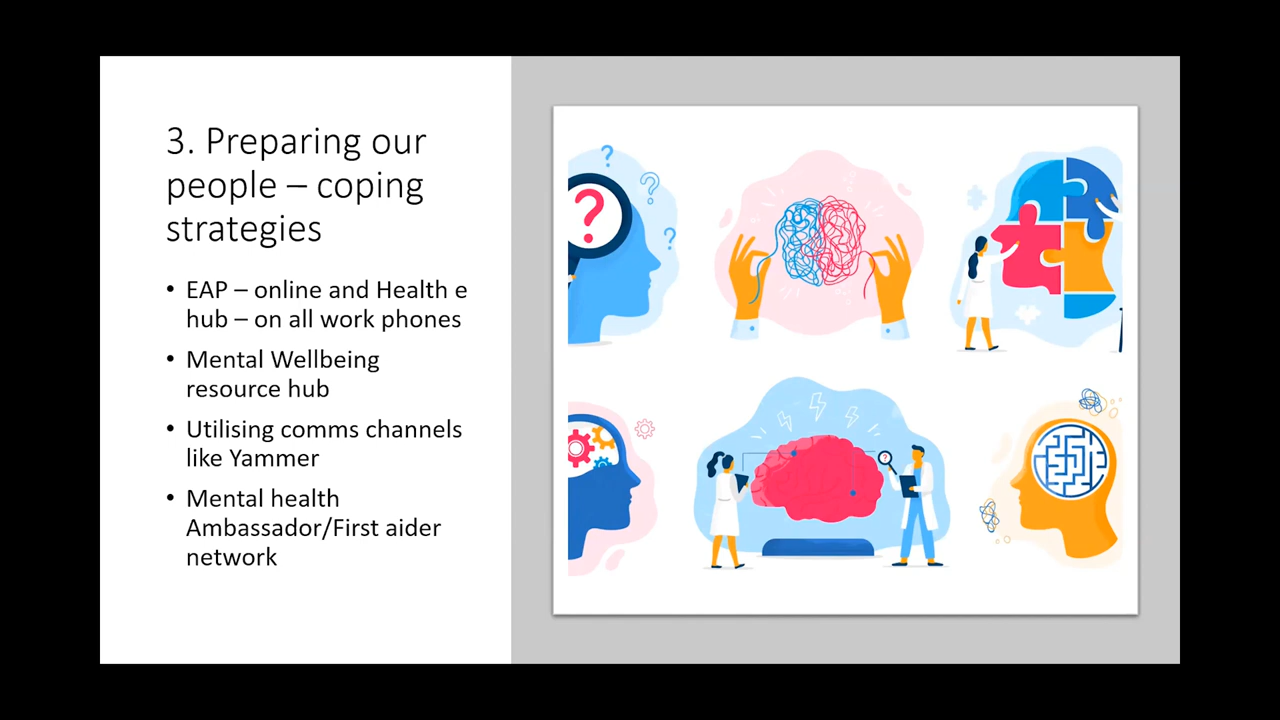 3. Preparing our
people – coping
strategies
• EAP – online and Health e
hub – on all work phones
• Mental Wellbeing
resource hub
• Utilising comms channels
like Yammer
• Mental health
Ambassador/First aider
network
?
?
?
?
?